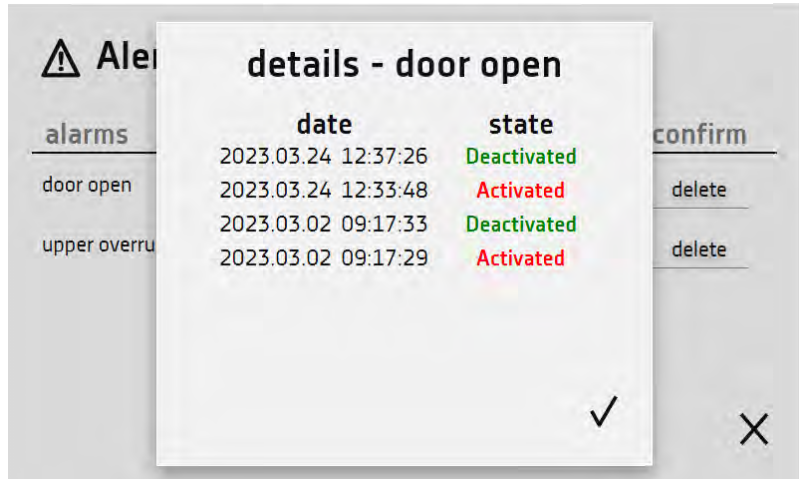 details - door open
date state
2023.03.24 12:37:26 Deactivated
2023.03.24 12:33:48 Activated
2023.03.02 09:17:33 Deactivated
2023.03.02 09:17:29 Activated
alarms confirm
door open delete
upper delete